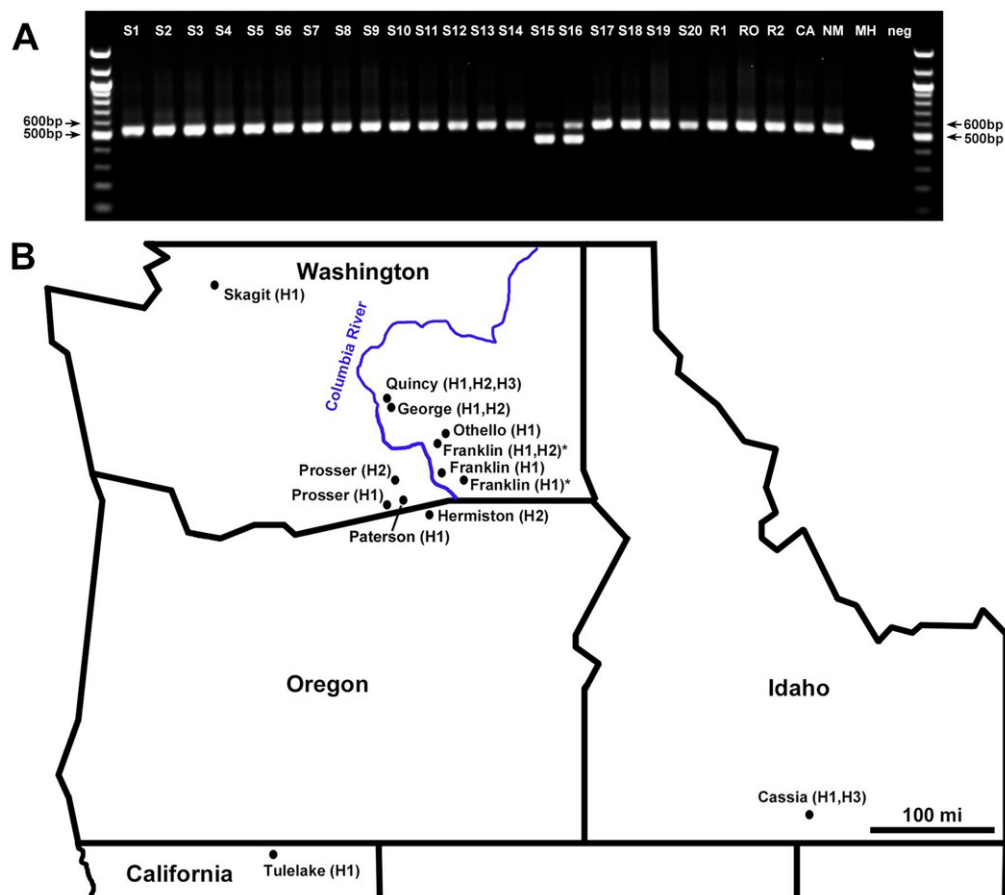 A
S1 S2 S3 S4 S5 S6 S7 S8 S9 S10 S11 S12 S13 S14 S15 S16 S17 S18 S19 S20 R1 RO R2 CA NM MH neg
600bp 600bp
500bp 500bp
B
Washington
Skagit (H1)
Columbia River
Quincy (H1,H2,H3)
George (H1,H2)
Othello (H1)
Franklin (H1,H2)*
Franklin (H1)
Prosser (H2)
Franklin (H1)*
Prosser (H1)
Hermiston (H2)
Paterson (H1)
Oregon
Idaho
Cassia (H1,H3)
100 mi
California
Tulelake (H1)